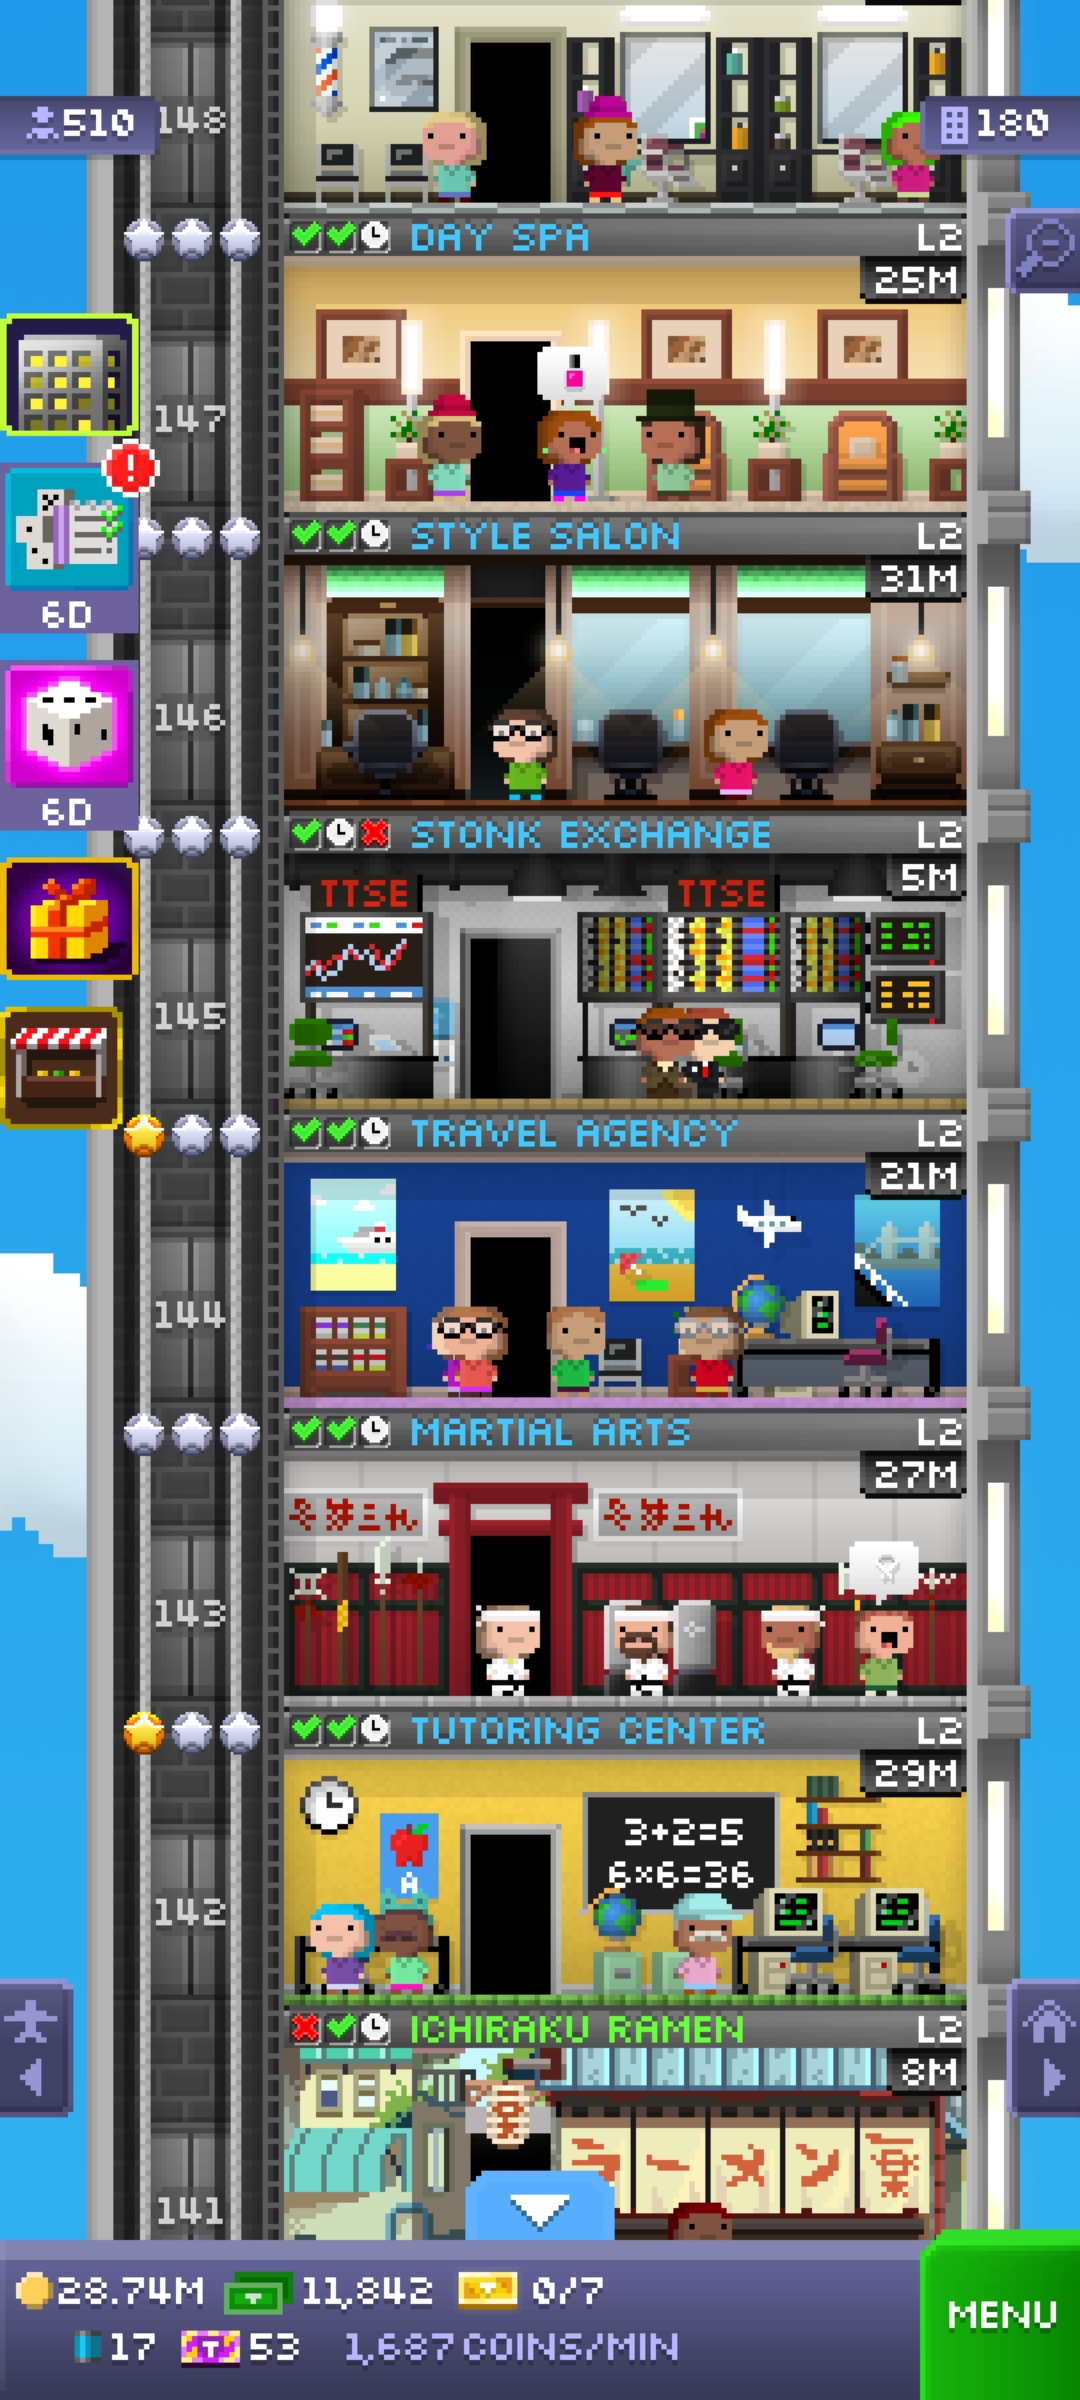 148
510
180
DAY SPA L2
25M
147
STYLE SALON L2
31M
6D
146
6D
STONK EXCHANGE L2
5M
TTSE TTSE
145
TRAVEL AGENCY L2
21M
144
MARTIAL ARTS L2
27M
143
TUTORING CENTER L2
29M
3+2=5
6×6=36
A
142
ICHIRAKU RAMEN L2
8M
141
28.74M 11,842 0/7
MENU
17 T 53 1,687 COINS/MIN